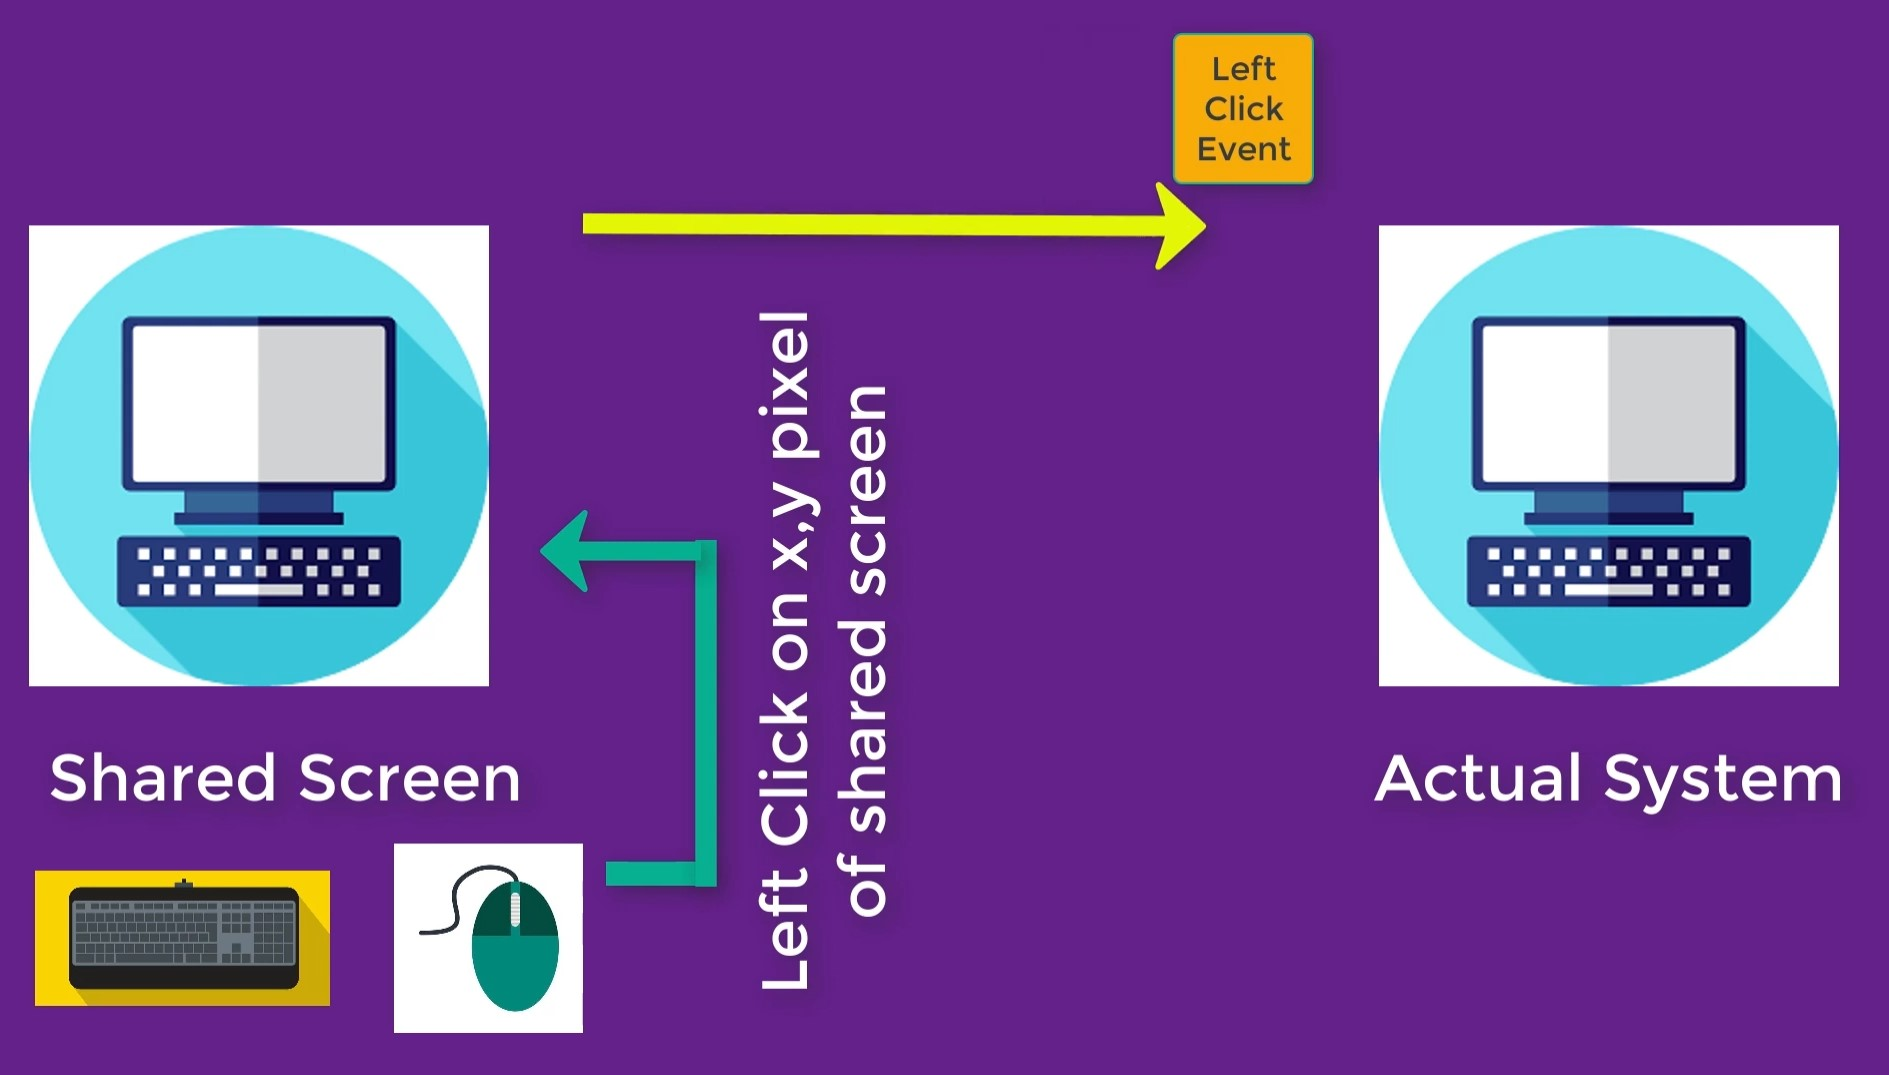 Left
Click
Event
Left Click on x,y pixel
of shared screen
Shared Screen
Actual System